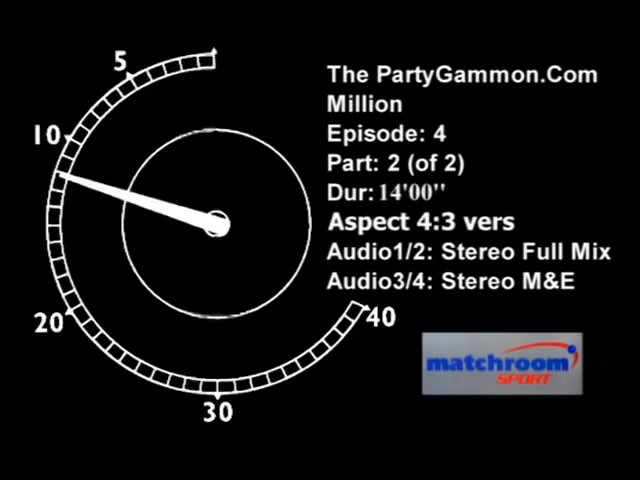 The PartyGammon.Com
Million
Episode: 4
Part: 2 (of 2)
Dur: 14'00"
Aspect 4:3 vers
Audio1/2: Stereo Full Mix
Audio3/4: Stereo M&E
5
10
20
30
40
matchroom
SPORT